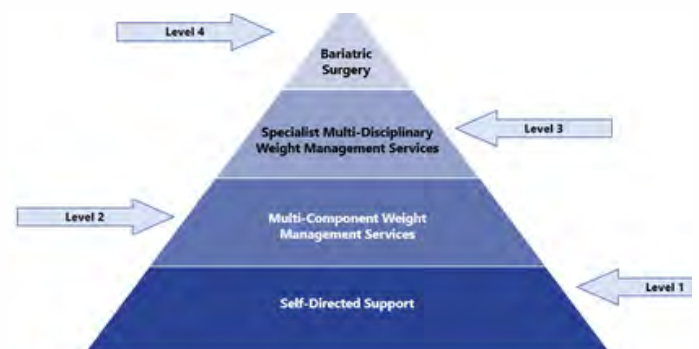 Level 4
Bariatric
Surgery
Specialist Multi-Disciplinary
Weight Management Services
Level 3
Level 2
Multi-Component Weight
Management Services
Self-Directed Support
Level 1